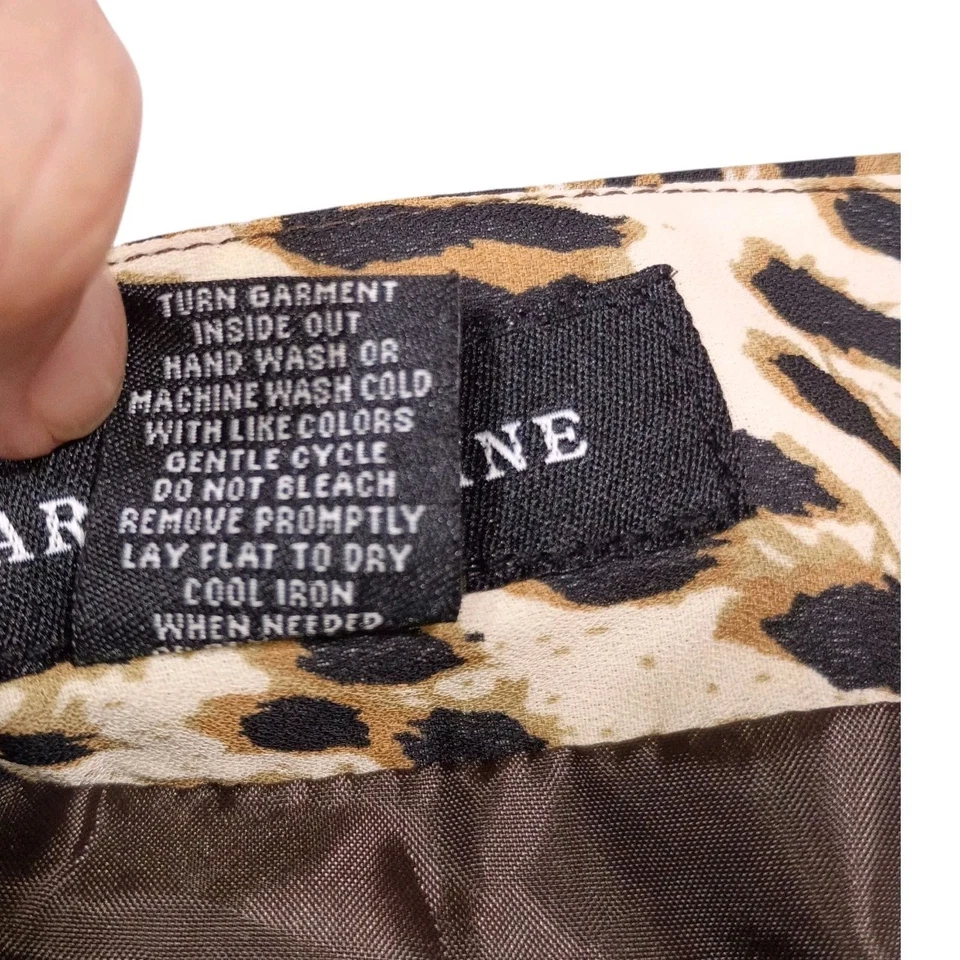 TURN GARMENT
INSIDE OUT
HAND WASH OR
MACHINE WASH COLD
WITH LIKE COLORS
GENTLE CYCLE
DO NOT BLEACH
REMOVE PROMPTLY
LAY FLAT TO DRY
COOL IRON
WHEN NEEDED
AR
NE